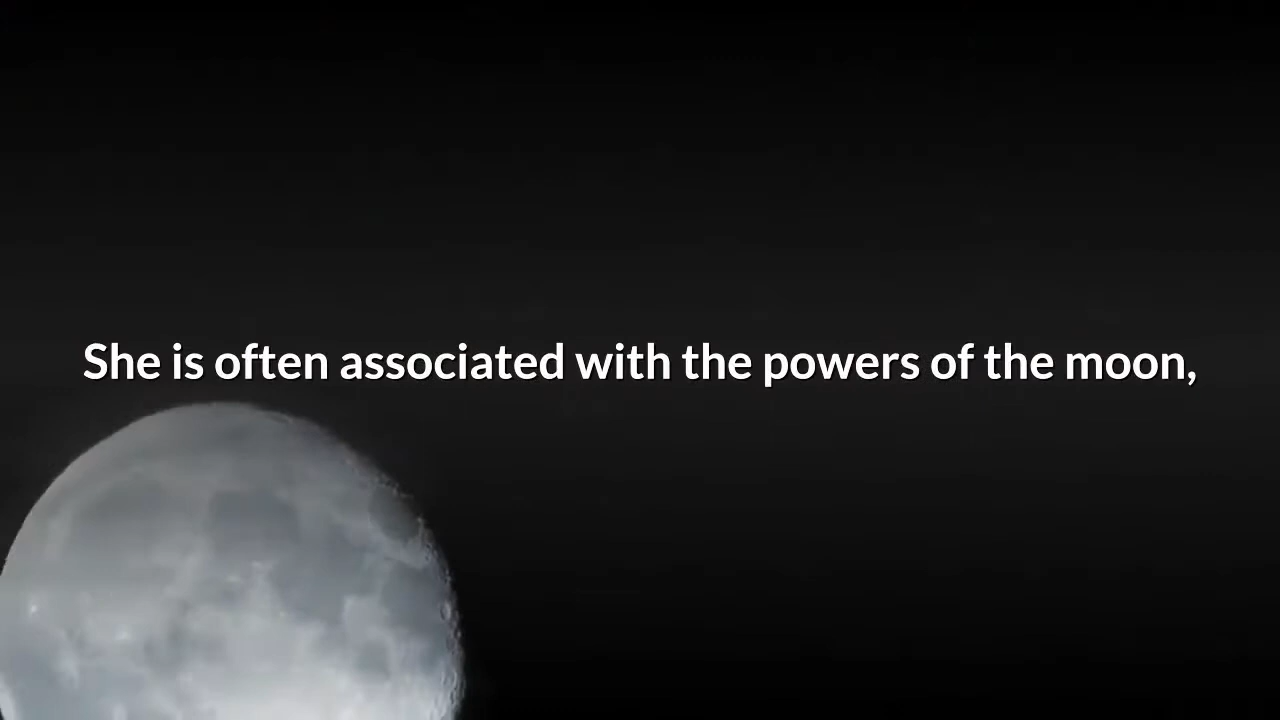 She is often associated with the powers of the moon,